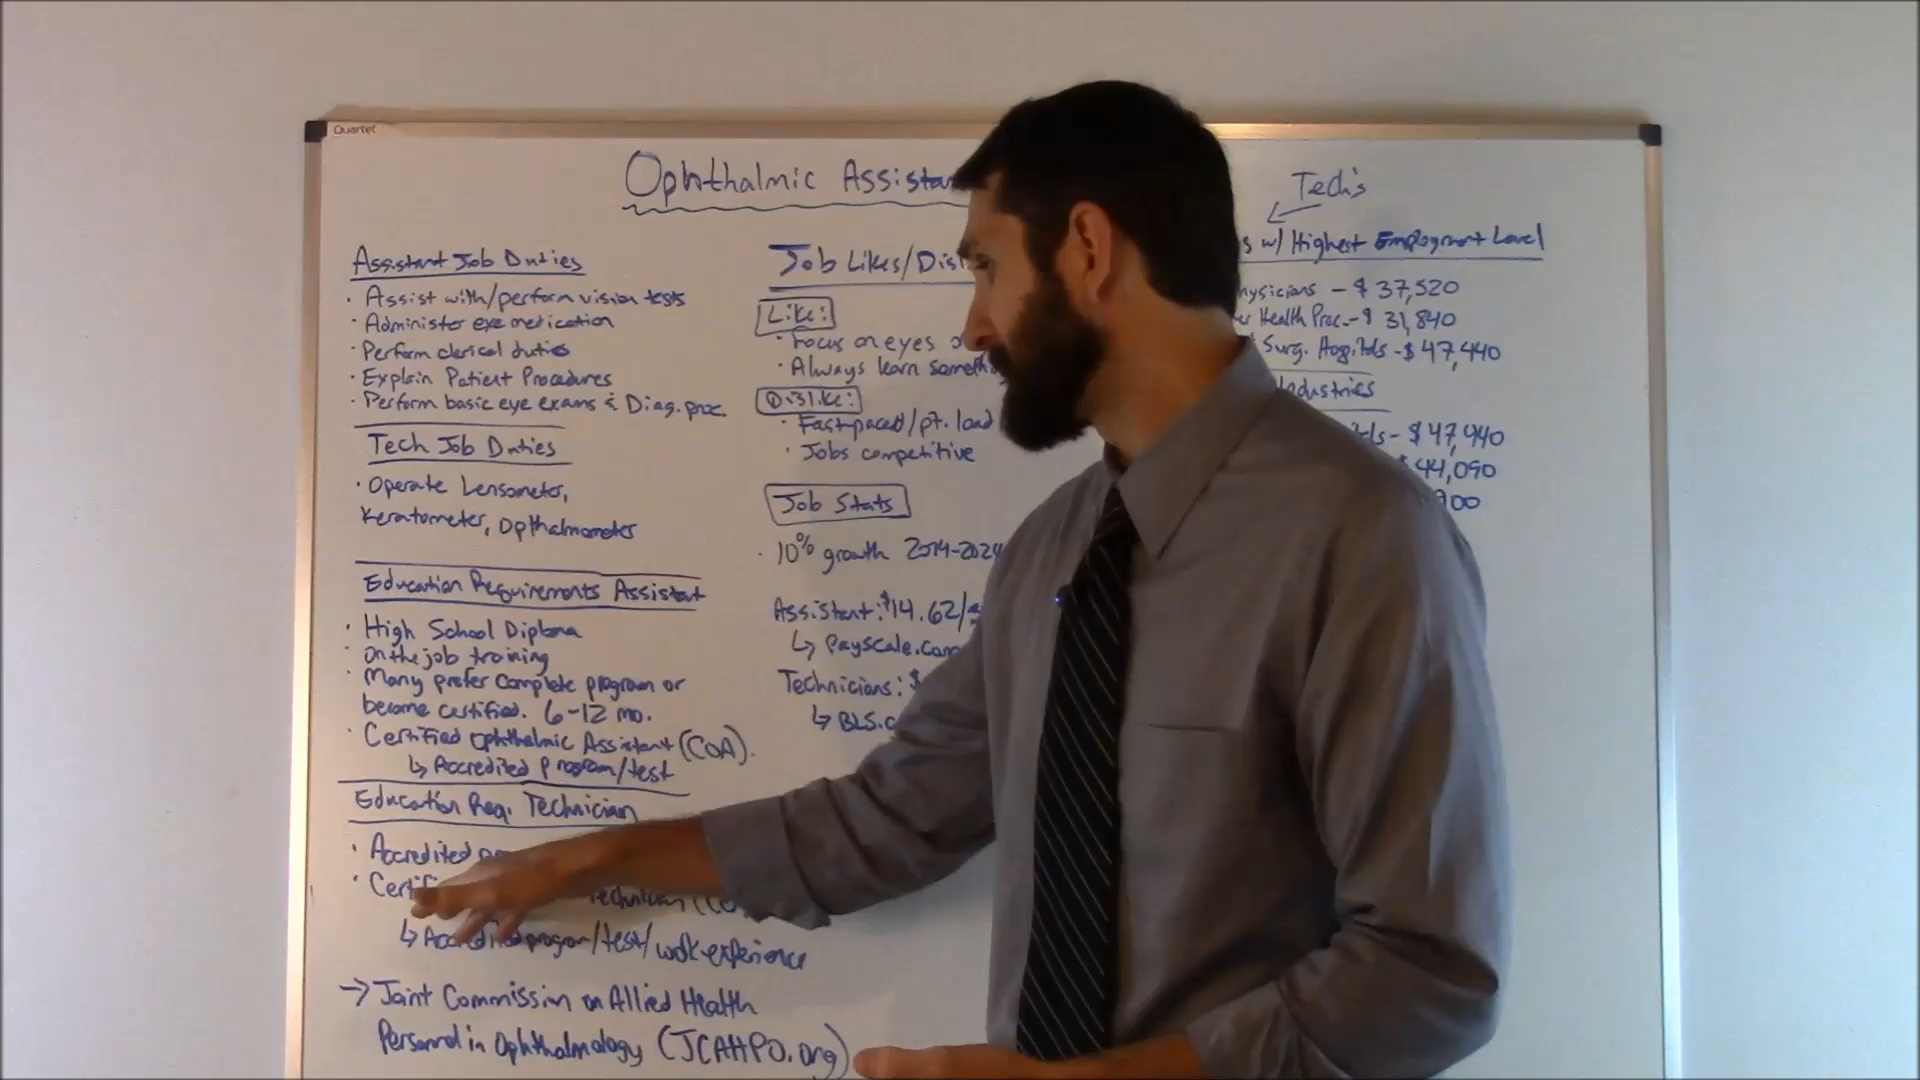 Quartet
Ophthalmic Assistan
Assistant Job Duties
· Assist with/perform vision tests
· Administer eye medication
· Perform clerical duties
· Explain Patient Procedures
· Perform basic eye exams & Diag. proc.
Tech Job Duties
· Operate Lensometer,
Keratometer, Opthalmometer
Education Requirements Assistant
· High School Diploma
· On the job training
· Many prefer complete program or
become certified. 6-12 mo.
· Certified Ophthalmic Assistant (COA).
↳ Accredited program/test
Education Req. Technician
· Accredited
· Certif Technician (CO
↳ Accredited program/test/work experience
→ Joint Commission on Allied Health
Personnel in Ophthalmology (JCAHPO.org)
Job Likes/Disl
Like:
· Focus on eyes
· Always learn someth
Dislike:
· Fast-paced/pt. load
· Jobs competitive
Job Stats
· 10% growth 2014-2024
Assistant: $14.62/
↳ Payscale.com
Technicians: $
↳ BLS.
Tech's
s w/ Highest Employment Level
hysicians - $37,520
er Health Prac. - $31,840
Surg. Hospitals - $47,440
Industries
ls - $47,440
$44,090
900